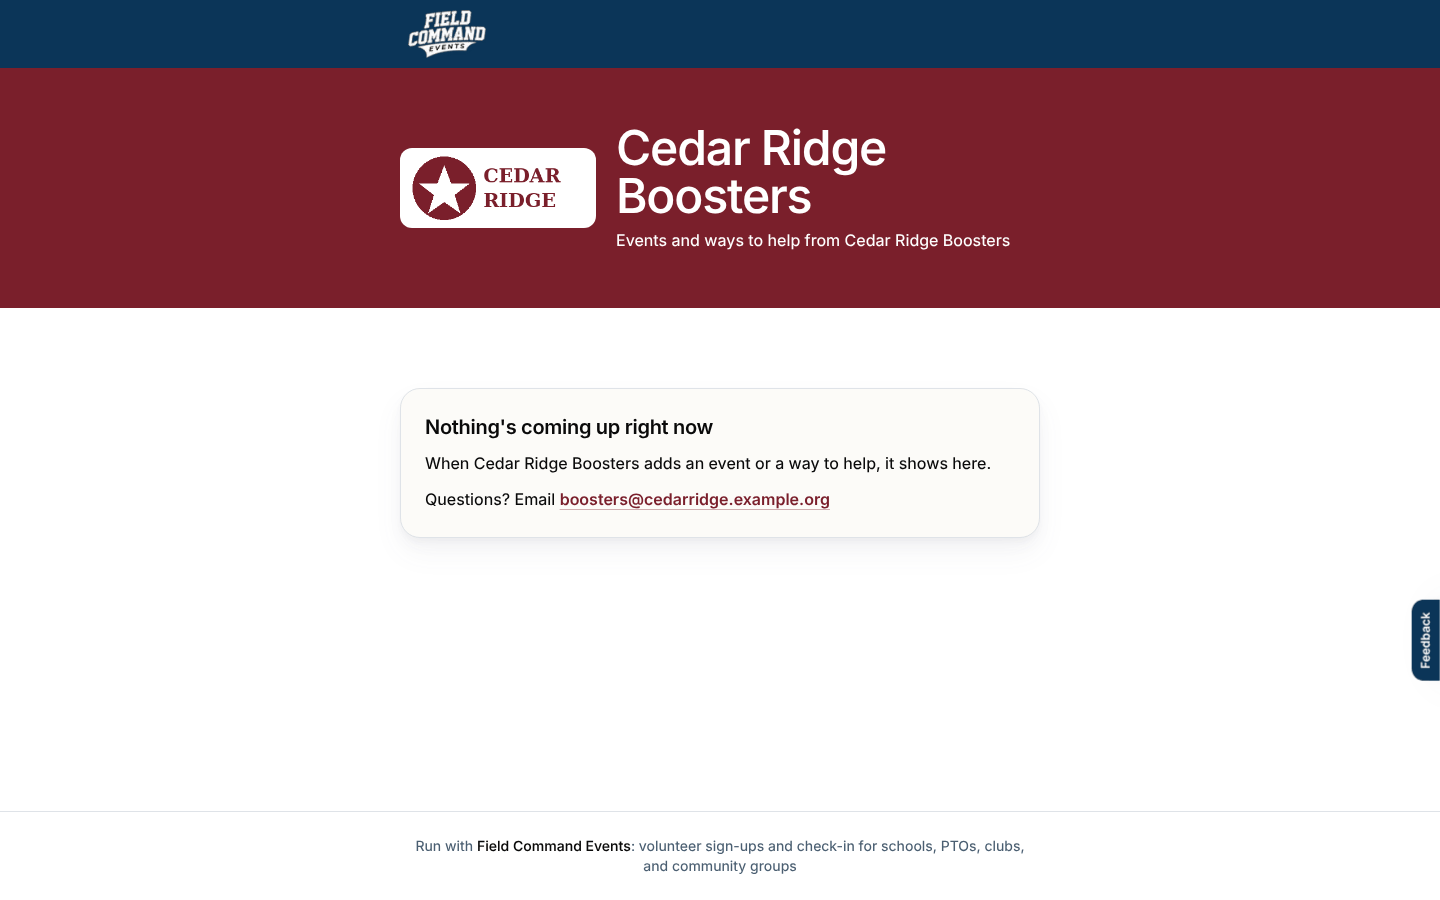 FIELD
COMMAND
EVENTS
CEDAR
RIDGE
Cedar Ridge
Boosters
Events and ways to help from Cedar Ridge Boosters
Nothing's coming up right now
When Cedar Ridge Boosters adds an event or a way to help, it shows here.
Questions? Email boosters@cedarridge.example.org
Feedback
Run with Field Command Events: volunteer sign-ups and check-in for schools, PTOs, clubs,
and community groups